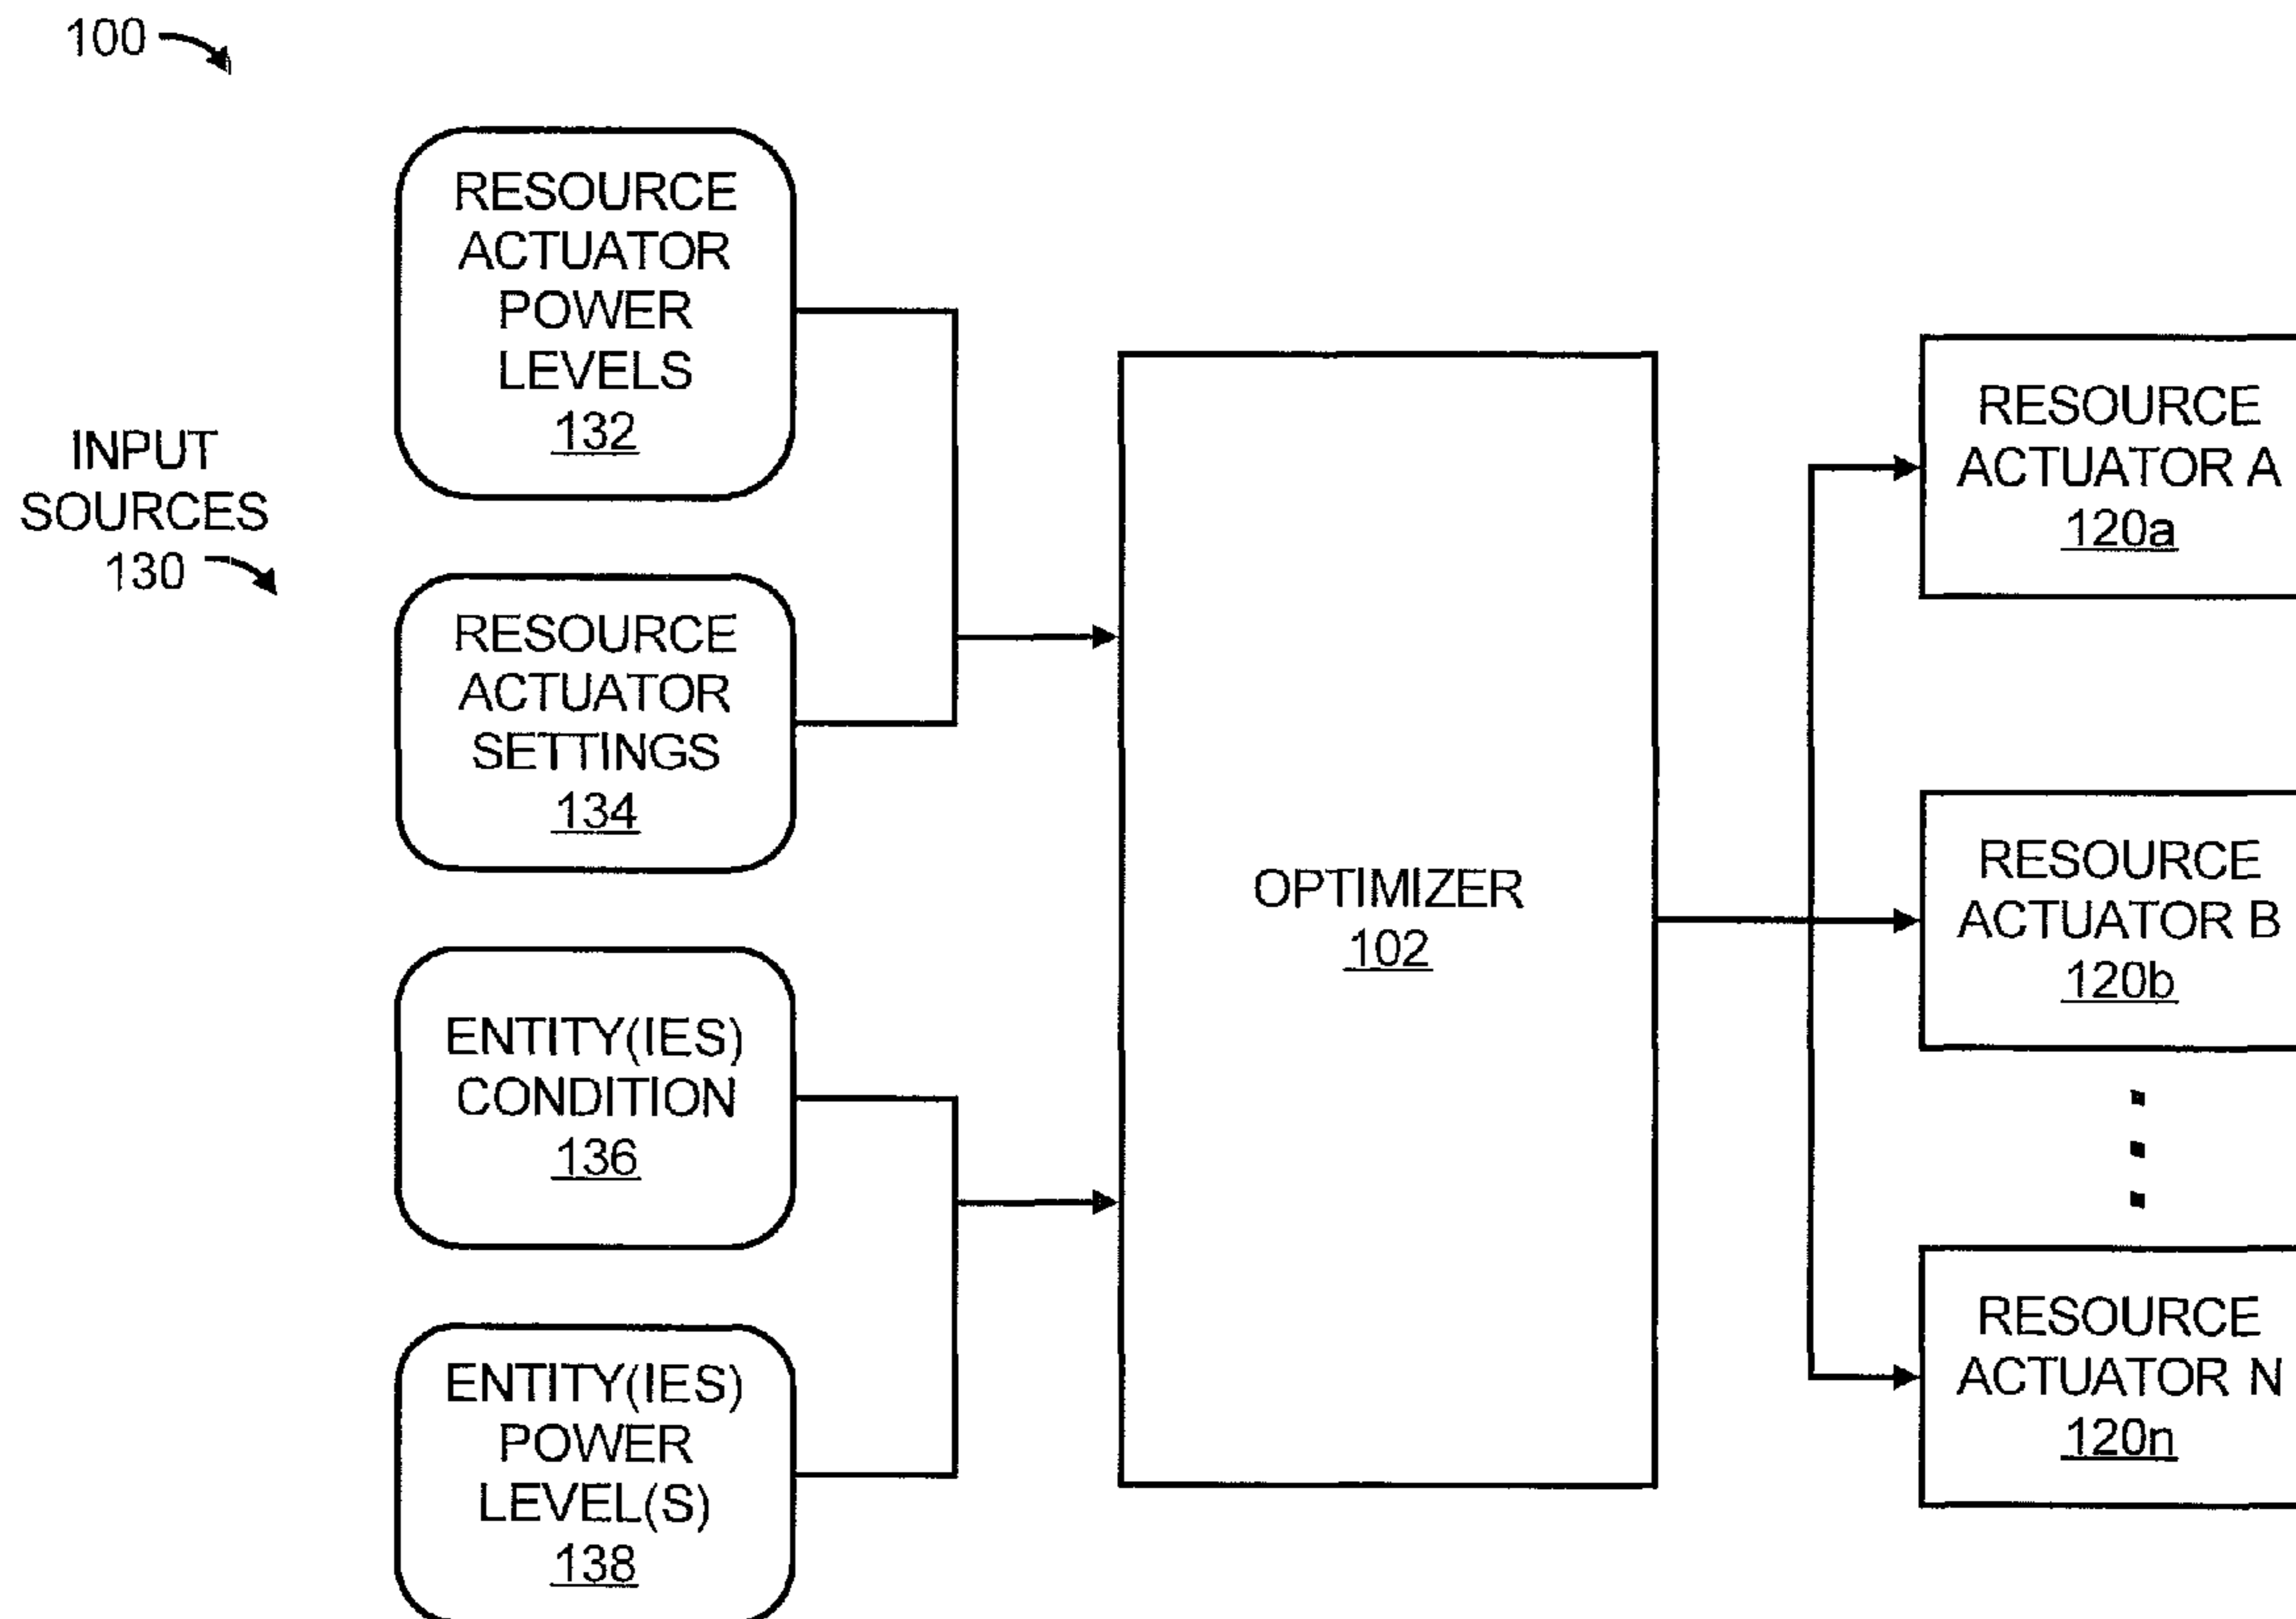 100
INPUT
SOURCES
130
RESOURCE
ACTUATOR
POWER
LEVELS
132
RESOURCE
ACTUATOR
SETTINGS
134
ENTITY(IES)
CONDITION
136
ENTITY(IES)
POWER
LEVEL(S)
138
OPTIMIZER
102
RESOURCE
ACTUATOR A
120a
RESOURCE
ACTUATOR B
120b
RESOURCE
ACTUATOR N
120n